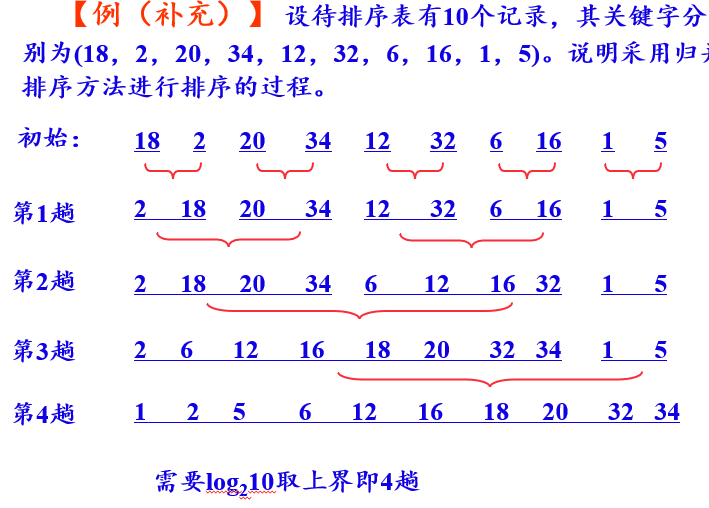 【例（补充）】设待排序表有10个记录，其关键字分
别为(18，2，20，34，12，32，6，16，1，5)。说明采用归
排序方法进行排序的过程。
初始： 18 2 20 34 12 32 6 16 1 5
第1趟 2 18 20 34 12 32 6 16 1 5
第2趟 2 18 20 34 6 12 16 32 1 5
第3趟 2 6 12 16 18 20 32 34 1 5
第4趟 1 2 5 6 12 16 18 20 32 34
需要log₂10取上界即4趟